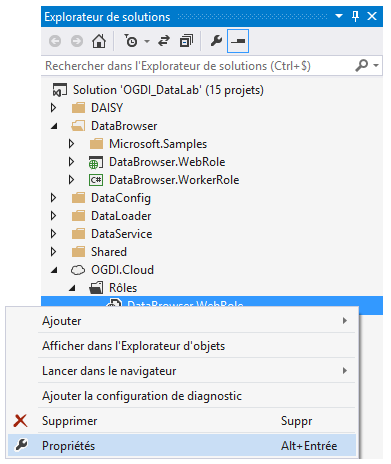 Explorateur de solutions
Rechercher dans l'Explorateur de solutions (Ctrl+$)
Solution 'OGDI_DataLab' (15 projets)
DAISY
DataBrowser
Microsoft.Samples
DataBrowser.WebRole
C# DataBrowser.WorkerRole
DataConfig
DataLoader
DataService
Shared
OGDI.Cloud
Rôles
DataBrowser.WebRole
Ajouter
Afficher dans l'Explorateur d'objets
Lancer dans le navigateur
Ajouter la configuration de diagnostic
Supprimer Suppr
Propriétés Alt+Entrée